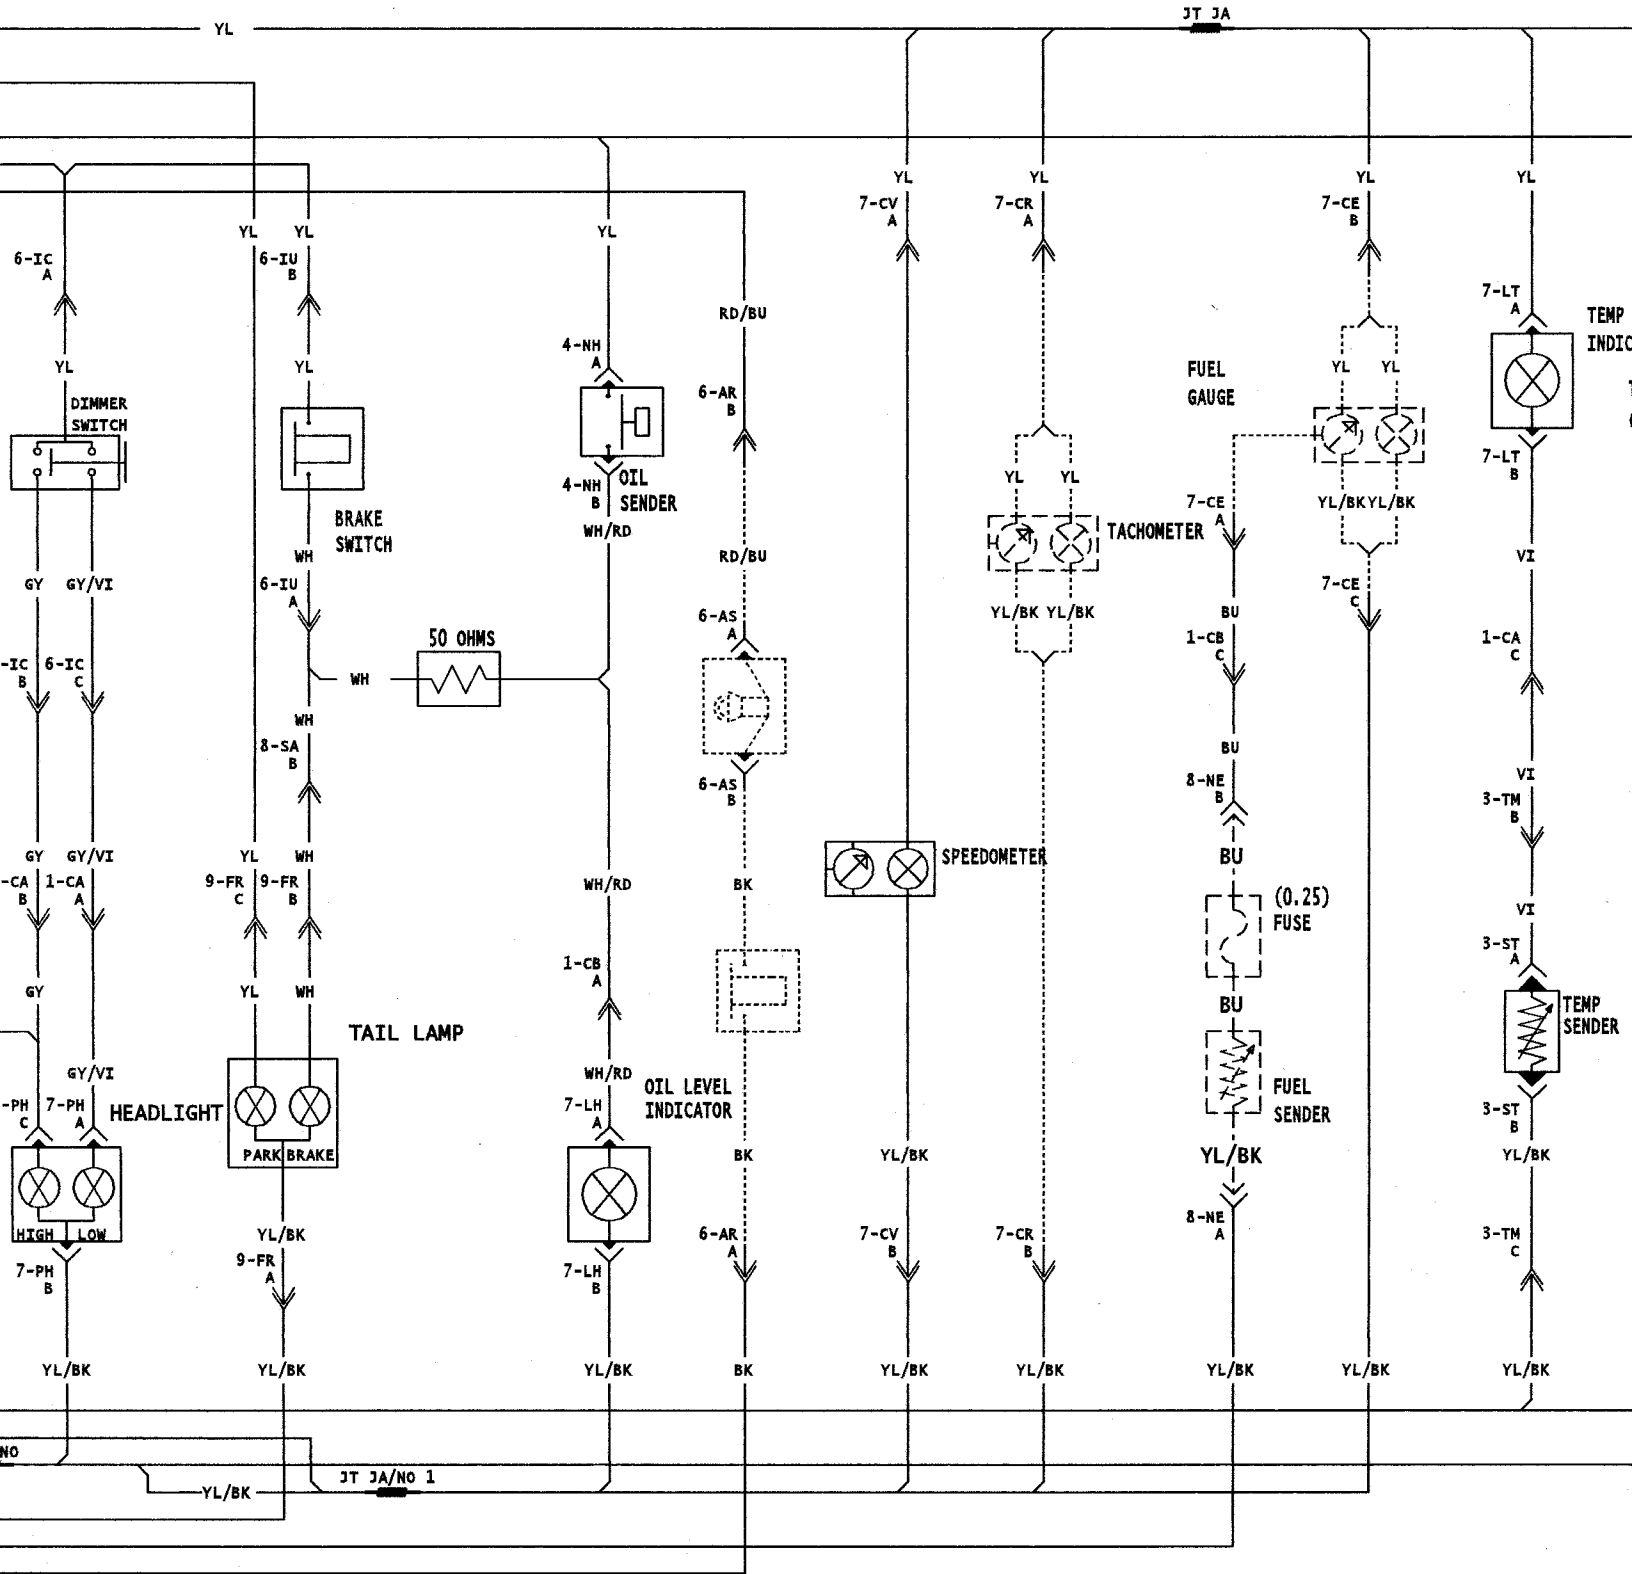 JT JA
YL
YL
YL
YL
YL
7-CV
A
7-CR
A
7-CE
B
YL
YL
YL
6-IC
A
6-IU
B
7-LT
A
RD/BU
TEMP
INDIC
4-NH
A
YL
YL
FUEL
GAUGE
YL
YL
6-AR
B
DIMMER
SWITCH
7-LT
B
4-NH
B
OIL
SENDER
YL
YL
7-CE
A
YL/BK
YL/BK
BRAKE
SWITCH
WH/RD
TACHOMETER
WH
RD/BU
VI
GY
GY/VI
6-IU
A
7-CE
C
YL/BK
YL/BK
BU
6-AS
A
50 OHMS
1-CB
C
1-CA
C
-IC
B
6-IC
C
WH
WH
8-SA
B
BU
8-NE
B
VI
3-TM
B
6-AS
B
GY
GY/VI
YL
WH
SPEEDOMETER
BU
-CA
B
1-CA
A
9-FR
C
9-FR
B
WH/RD
BK
(0.25)
FUSE
VI
3-ST
A
1-CB
A
GY
YL
WH
BU
TEMP
SENDER
TAIL LAMP
GY/VI
WH/RD
OIL LEVEL
INDICATOR
FUEL
SENDER
-PH
C
7-PH
A
HEADLIGHT
7-LH
A
3-ST
B
PARK
BRAKE
BK
YL/BK
YL/BK
YL/BK
HIGH
LOW
YL/BK
6-AR
A
7-CV
B
7-CR
B
8-NE
A
3-TM
C
7-PH
B
9-FR
A
7-LH
B
YL/BK
YL/BK
YL/BK
BK
YL/BK
YL/BK
YL/BK
YL/BK
YL/BK
NO
JT JA/NO 1
YL/BK